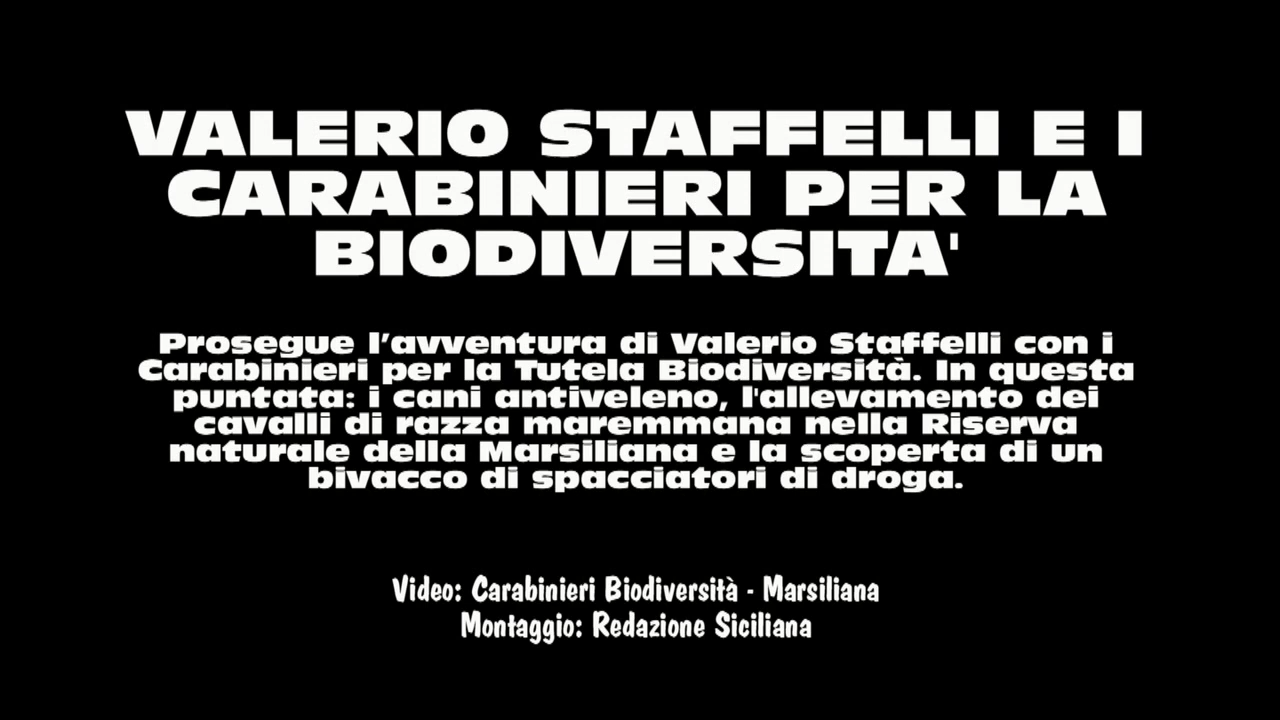 VALERIO STAFFELLI E I
CARABINIERI PER LA
BIODIVERSITA'
Prosegue l’avventura di Valerio Staffelli con i
Carabinieri per la Tutela Biodiversità. In questa
puntata: i cani antiveleno, l'allevamento dei
cavalli di razza maremmana nella Riserva
naturale della Marsiliana e la scoperta di un
bivacco di spacciatori di droga.
Video: Carabinieri Biodiversità - Marsiliana
Montaggio: Redazione Siciliana